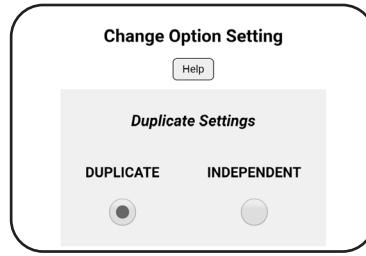 Change Option Setting
Help
Duplicate Settings
DUPLICATE INDEPENDENT